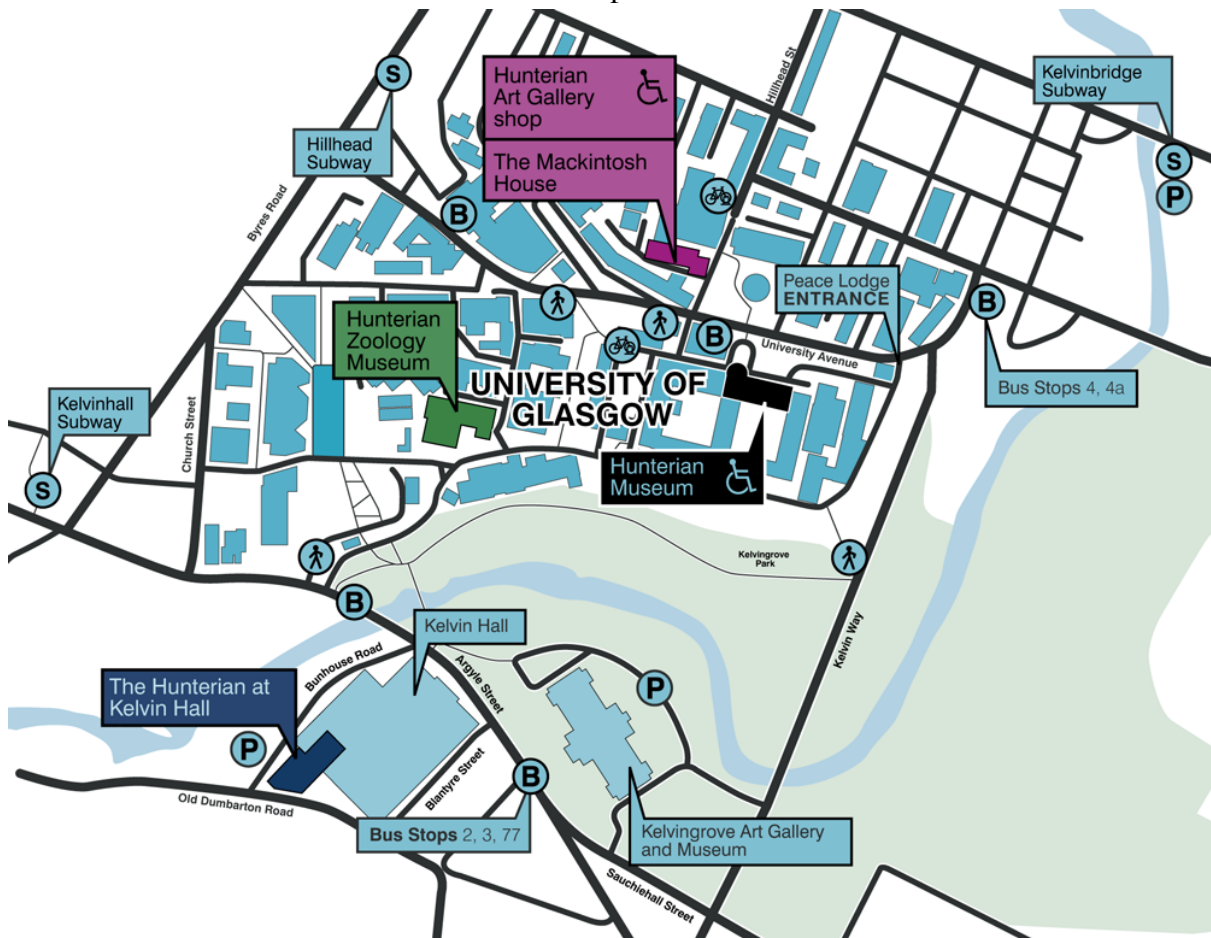 Hunterian
Art Gallery
shop
The Mackintosh
House
Hillhead St
Kelvinbridge
Subway
S
S
P
Hillhead
Subway
Byres Road
B
Peace Lodge
ENTRANCE
B
Hunterian
Zoology
Museum
B
University Avenue
UNIVERSITY OF
GLASGOW
Bus Stops 4, 4a
Kelvinhall
Subway
Church Street
S
Hunterian
Museum
Kelvingrove
Park
B
Kelvin Hall
Kelvin Way
Bunhouse Road
Argyle Street
The Hunterian at
Kelvin Hall
P
P
Blantyre Street
B
Old Dumbarton Road
Bus Stops 2, 3, 77
Kelvingrove Art Gallery
and Museum
Sauchiehall Street